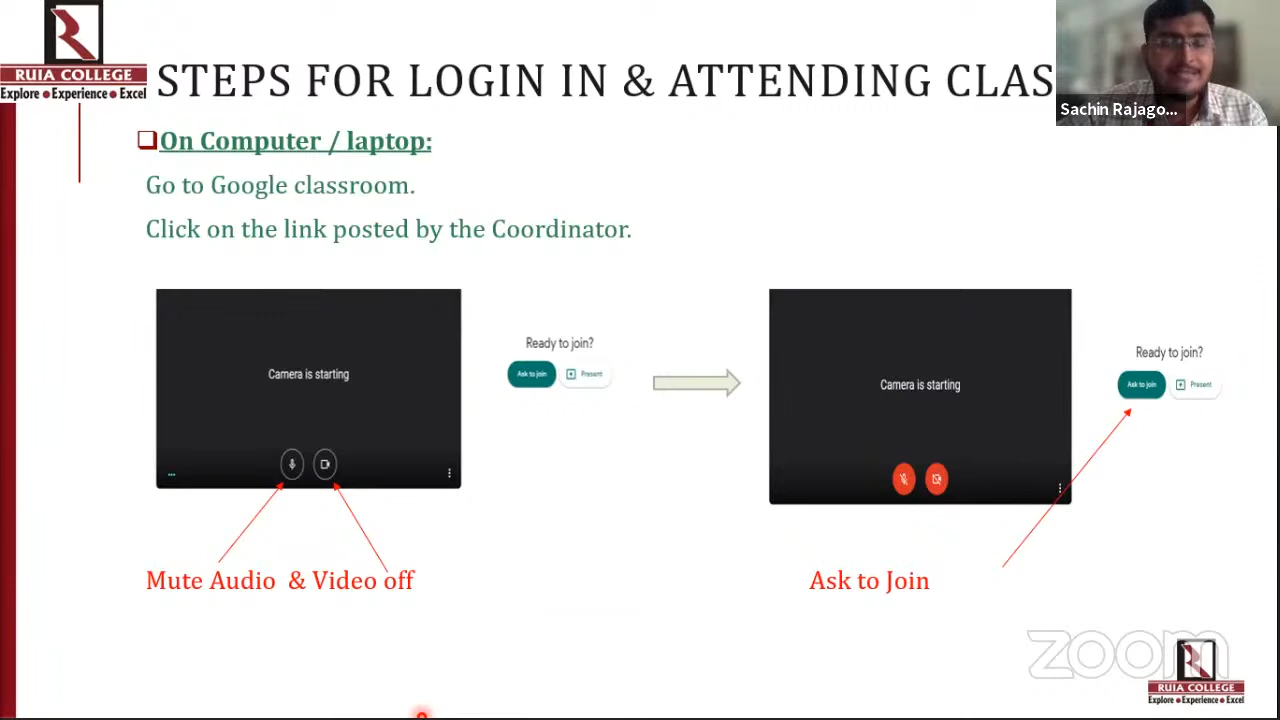 RUIA COLLEGE
Explore ● Experience ● Excel
STEPS FOR LOGIN IN & ATTENDING CLAS
Sachin Rajago...
On Computer / laptop:
Go to Google classroom.
Click on the link posted by the Coordinator.
Camera is starting
Ready to join?
Ask to join
Present
Camera is starting
Ready to join?
Ask to join
Present
Mute Audio & Video off
Ask to Join
zoom
RUIA COLLEGE
Explore ● Experience ● Excel